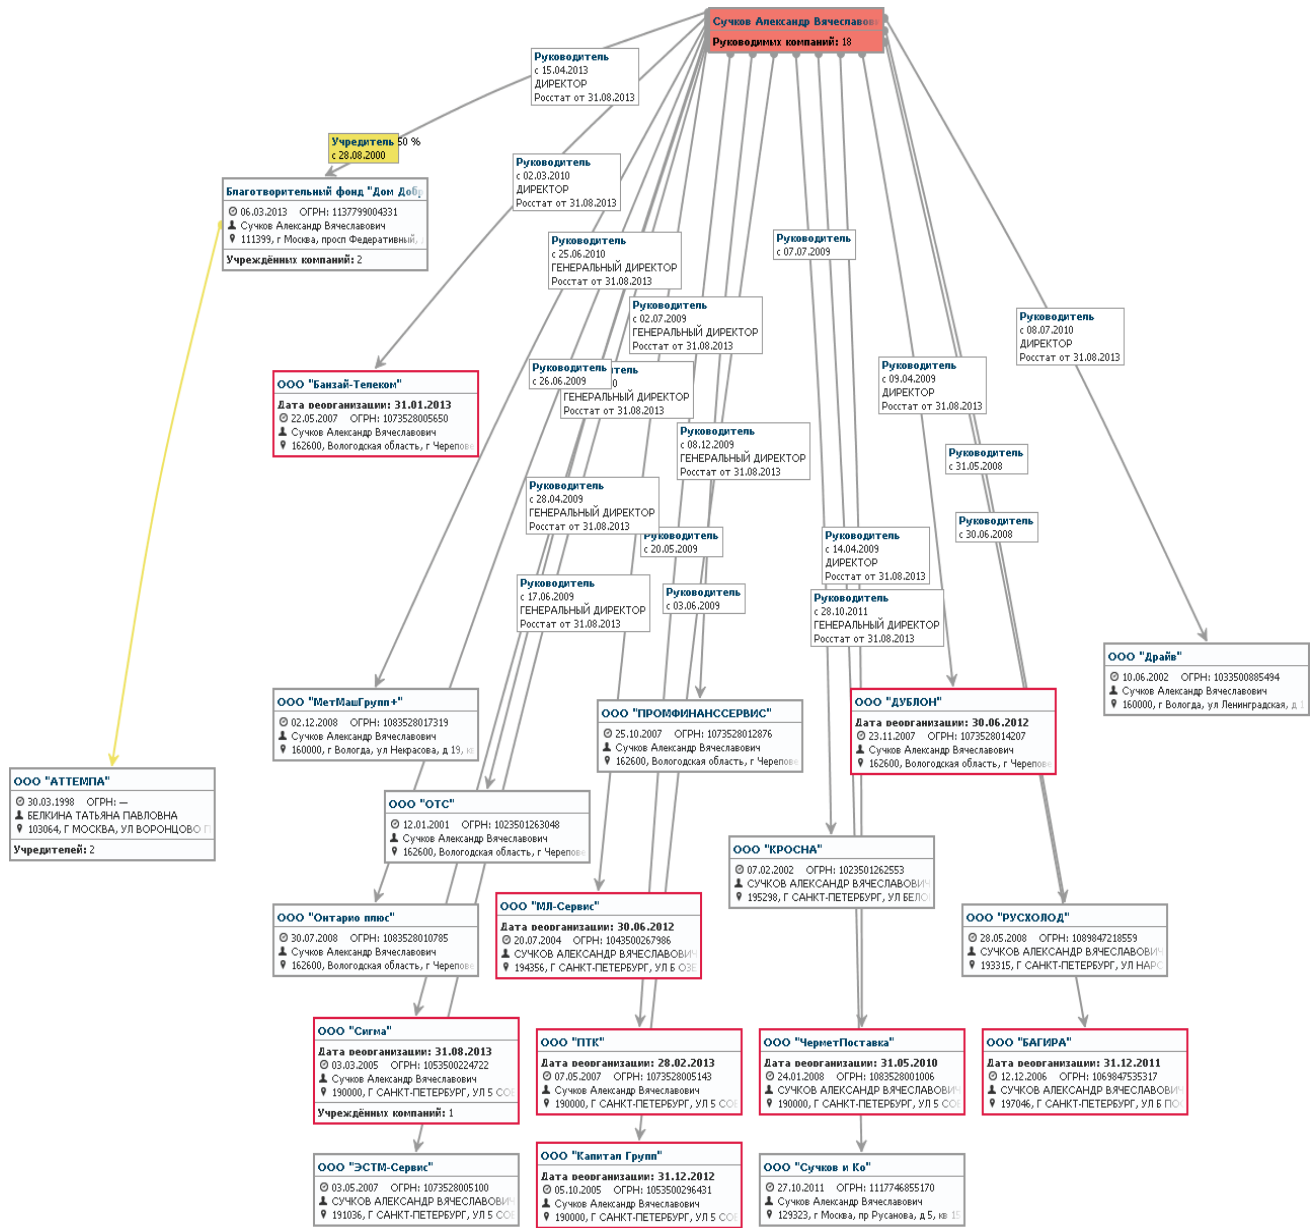 Сучков Александр Вячеславов
Руководимых компаний: 18
Руководитель
с 15.04.2013
ДИРЕКТОР
Росстат от 31.08.2013
Учредитель 50 %
с 28.08.2000
Руководитель
с 02.03.2010
ДИРЕКТОР
Росстат от 31.08.2013
Благотворительный фонд "Дом Добр
06.03.2013 ОГРН: 1137799004331
Сучков Александр Вячеславович
111399, г Москва, просп Федеративный,
Учреждённых компаний: 2
Руководитель
с 25.06.2010
ГЕНЕРАЛЬНЫЙ ДИРЕКТОР
Росстат от 31.08.2013
Руководитель
с 07.07.2009
Руководитель
с 02.07.2009
ГЕНЕРАЛЬНЫЙ ДИРЕКТОР
Росстат от 31.08.2013
Руководитель
с 08.07.2010
ДИРЕКТОР
Росстат от 31.08.2013
Руководитель
с 26.06.2009
ГЕНЕРАЛЬНЫЙ ДИРЕКТОР
Росстат от 31.08.2013
Руководитель
с 09.04.2009
ДИРЕКТОР
Росстат от 31.08.2013
ООО "Банзай-Телеком"
Дата реорганизации: 31.01.2013
22.05.2007 ОГРН: 1073528005650
Сучков Александр Вячеславович
162600, Вологодская область, г Черепове
Руководитель
с 08.12.2009
ГЕНЕРАЛЬНЫЙ ДИРЕКТОР
Росстат от 31.08.2013
Руководитель
с 31.05.2008
Руководитель
с 28.04.2009
ГЕНЕРАЛЬНЫЙ ДИРЕКТОР
Росстат от 31.08.2013
Руководитель
с 20.05.2009
Руководитель
с 14.04.2009
ДИРЕКТОР
Росстат от 31.08.2013
Руководитель
с 30.06.2008
Руководитель
с 17.06.2009
ГЕНЕРАЛЬНЫЙ ДИРЕКТОР
Росстат от 31.08.2013
Руководитель
с 03.06.2009
Руководитель
с 28.10.2011
ГЕНЕРАЛЬНЫЙ ДИРЕКТОР
Росстат от 31.08.2013
ООО "Драйв"
10.06.2002 ОГРН: 1033500885494
Сучков Александр Вячеславович
160000, г Вологда, ул Ленинградская, д 1
ООО "МетМашГрупп+"
02.12.2008 ОГРН: 1083528017319
Сучков Александр Вячеславович
160000, г Вологда, ул Некрасова, д 19, кв
ООО "ПРОМФИНАНССЕРВИС"
25.10.2007 ОГРН: 1073528012876
Сучков Александр Вячеславович
162600, Вологодская область, г Черепове
ООО "ДУБЛОН"
Дата реорганизации: 30.06.2012
23.11.2007 ОГРН: 1073528014207
Сучков Александр Вячеславович
162600, Вологодская область, г Черепове
ООО "АТТЕМПА"
30.03.1998 ОГРН: —
БЕЛКИНА ТАТЬЯНА ПАВЛОВНА
103064, Г МОСКВА, УЛ ВОРОНЦОВО П
Учредителей: 2
ООО "ОТС"
12.01.2001 ОГРН: 1023501263048
Сучков Александр Вячеславович
162600, Вологодская область, г Черепове
ООО "КРОСНА"
07.02.2002 ОГРН: 1023501262553
СУЧКОВ АЛЕКСАНДР ВЯЧЕСЛАВОВИЧ
195298, Г САНКТ-ПЕТЕРБУРГ, УЛ БЕЛО
ООО "Онтарио плюс"
30.07.2008 ОГРН: 1083528010785
Сучков Александр Вячеславович
162600, Вологодская область, г Черепове
ООО "МЛ-Сервис"
Дата реорганизации: 30.06.2012
20.07.2004 ОГРН: 1043500267986
СУЧКОВ АЛЕКСАНДР ВЯЧЕСЛАВОВИЧ
194356, Г САНКТ-ПЕТЕРБУРГ, УЛ Б ОЗЕ
ООО "РУСХОЛОД"
28.05.2008 ОГРН: 1089847218559
СУЧКОВ АЛЕКСАНДР ВЯЧЕСЛАВОВИЧ
193315, Г САНКТ-ПЕТЕРБУРГ, УЛ НАРО
ООО "Сигма"
Дата реорганизации: 31.08.2013
03.03.2005 ОГРН: 1053500224722
Сучков Александр Вячеславович
190000, Г САНКТ-ПЕТЕРБУРГ, УЛ 5 СОВ
Учреждённых компаний: 1
ООО "ПТК"
Дата реорганизации: 28.02.2013
07.05.2007 ОГРН: 1073528005143
Сучков Александр Вячеславович
190000, Г САНКТ-ПЕТЕРБУРГ, УЛ 5 СОВ
ООО "ЧерметПоставка"
Дата реорганизации: 31.05.2010
24.01.2008 ОГРН: 1083528001006
СУЧКОВ АЛЕКСАНДР ВЯЧЕСЛАВОВИЧ
190000, Г САНКТ-ПЕТЕРБУРГ, УЛ 5 СОВ
ООО "БАГИРА"
Дата реорганизации: 31.12.2011
12.12.2006 ОГРН: 1069847535317
СУЧКОВ АЛЕКСАНДР ВЯЧЕСЛАВОВИЧ
197046, Г САНКТ-ПЕТЕРБУРГ, УЛ Б ПО
ООО "ЭСТМ-Сервис"
03.05.2007 ОГРН: 1073528005100
СУЧКОВ АЛЕКСАНДР ВЯЧЕСЛАВОВИЧ
191036, Г САНКТ-ПЕТЕРБУРГ, УЛ 5 СОВ
ООО "Капитал Групп"
Дата реорганизации: 31.12.2012
05.10.2005 ОГРН: 1053500296431
Сучков Александр Вячеславович
190000, Г САНКТ-ПЕТЕРБУРГ, УЛ 5 СОВ
ООО "Сучков и Ко"
27.10.2011 ОГРН: 1117746855170
Сучков Александр Вячеславович
129323, г Москва, пр Русанова, д 5, кв 15